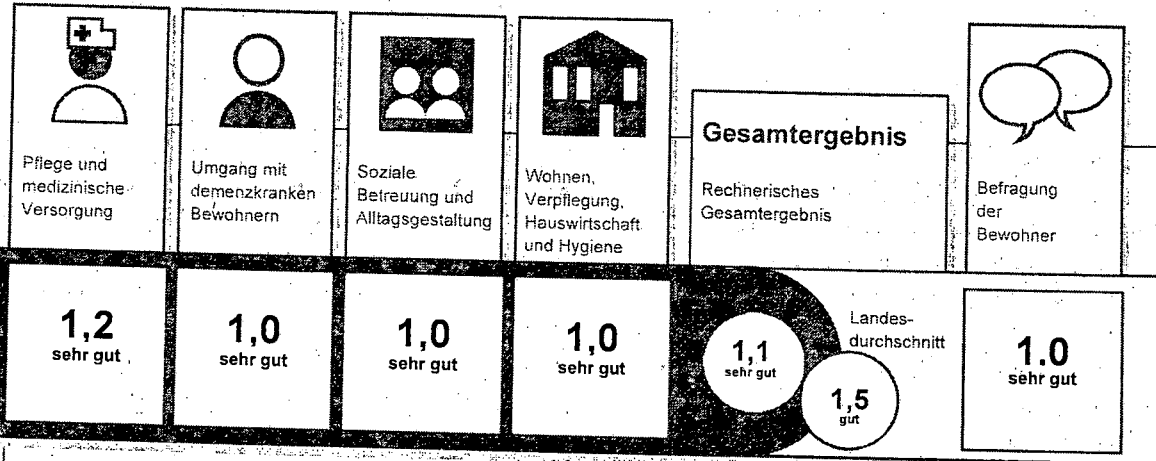 Pflege und
medizinische
Versorgung
Umgang mit
demenzkranken
Bewohnern
Soziale
Betreuung und
Alltagsgestaltung
Wohnen,
Verpflegung,
Hauswirtschaft
und Hygiene
Gesamtergebnis
Rechnerisches
Gesamtergebnis
Befragung
der
Bewohner
1,2
sehr gut
1,0
sehr gut
1,0
sehr gut
1,0
sehr gut
1,1
sehr gut
Landes-
durchschnitt
1,5
gut
1.0
sehr gut